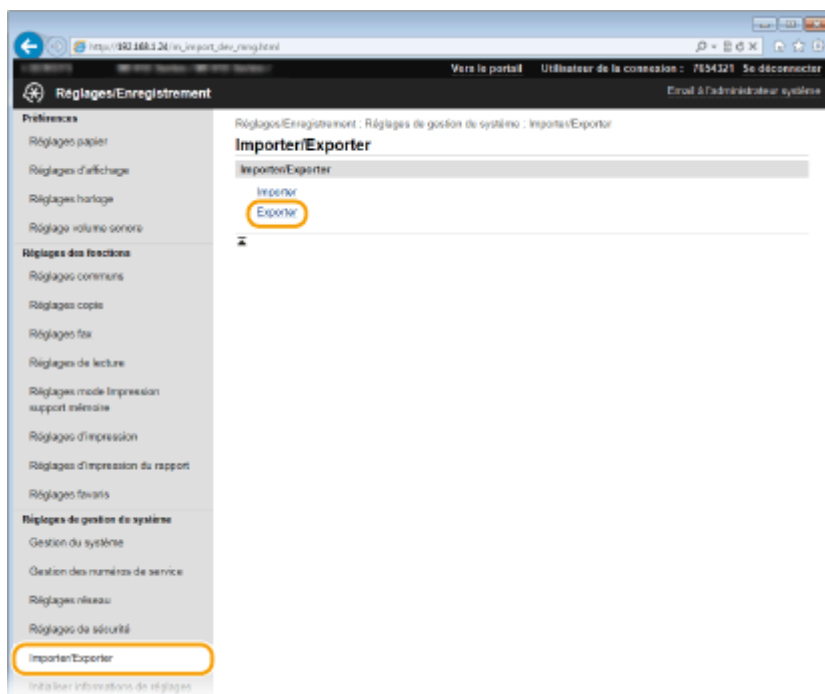 http://192.168.1.24/m_import_dev_mng.html
Vers le portail Utilisateur de la connexion : 7654321 Se déconnecter
Réglages/Enregistrement
Email à l'administrateur système
Préférences
Réglages papier
Réglages d'affichage
Réglages horloge
Réglage volume sonore
Réglages des fonctions
Réglages communs
Réglages copie
Réglages fax
Réglages de lecture
Réglages mode Impression
support mémoire
Réglages d'impression
Réglages d'impression du rapport
Réglages favoris
Réglages de gestion du système
Gestion du système
Gestion des numéros de service
Réglages réseau
Réglages de sécurité
Importer/Exporter
Initialiser informations de réglages
Réglages/Enregistrement : Réglages de gestion de système : Importer/Exporter
Importer/Exporter
Importer/Exporter
Importer
Exporter